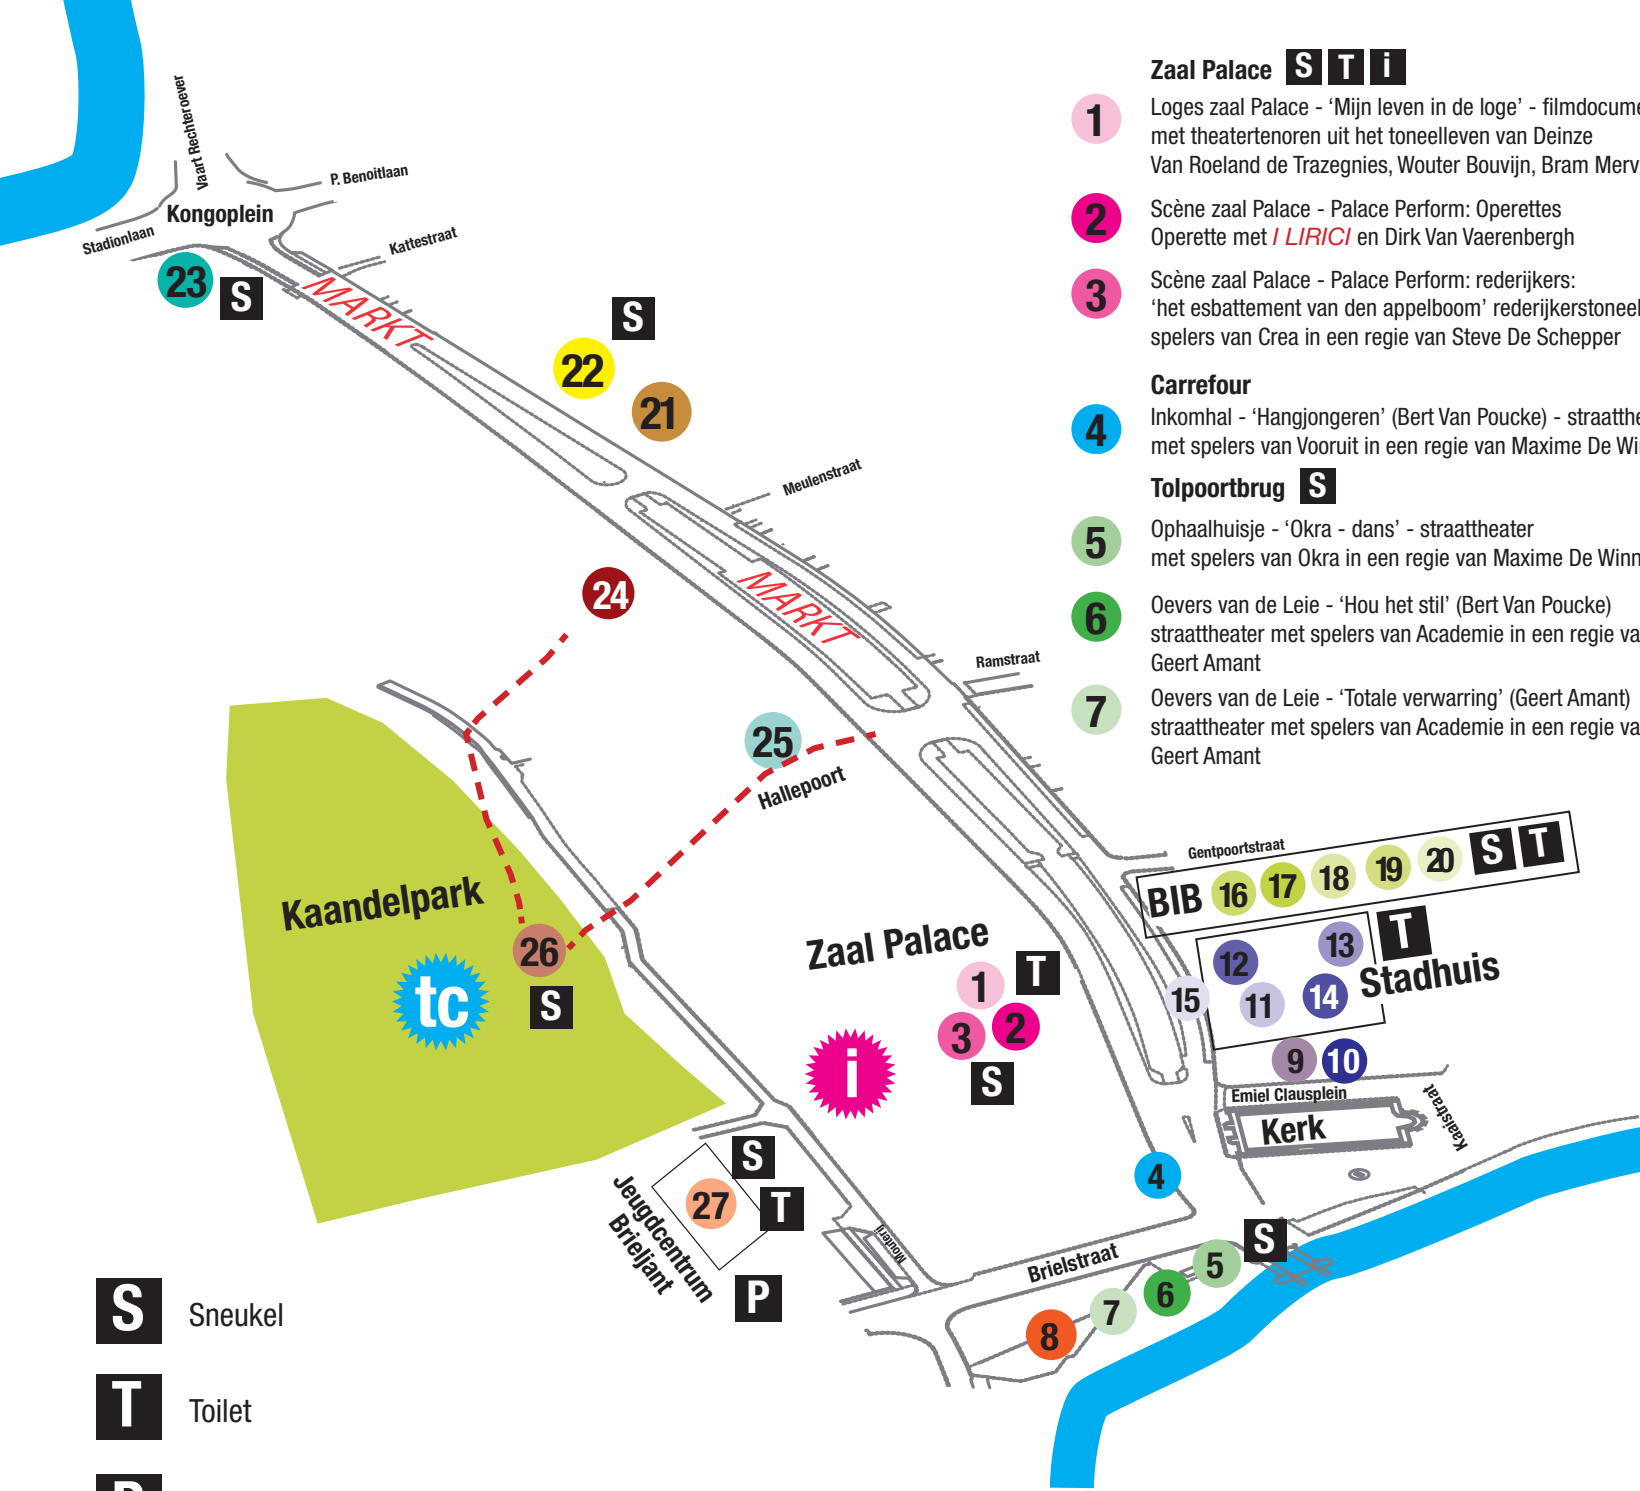 Zaal Palace S T i
1 Loges zaal Palace - ‘Mijn leven in de loge’ -
met theatertenoren uit het toneelleven van Deinze
Van Roeland de Trazegnies, Wouter Bouvijn, Bram
2 Scène zaal Palace - Palace Perform: Operettes
Operette met I LIRICI en Dirk Van Vaerenbergh
3 Scène zaal Palace - Palace Perform: rederijkers:
‘het esbattement van den appelboom’ rederijkerstoneel
spelers van Crea in een regie van Steve De Schepper
Carrefour
4 Inkomhal - ‘Hangjongeren’ (Bert Van Poucke) -
met spelers van Vooruit in een regie van Maxime De
Tolpoortbrug S
5 Ophaalhuisje - ‘Okra - dans’ - straattheater
met spelers van Okra in een regie van Maxime De
6 Oevers van de Leie - ‘Hou het stil’ (Bert Van Poucke)
straattheater met spelers van Academie in een regie
Geert Amant
7 Oevers van de Leie - ‘Totale verwarring’ (Geert Amant)
straattheater met spelers van Academie in een regie
Geert Amant
Vaart Rechteroever
P. Benoitlaan
Kongoplein
Stadionlaan
Kattestraat
23 S
MARKT
S
22
21
Meulenstraat
24
MARKT
Ramstraat
25
Hallepoort
Gentpoortstraat
BIB 16 17 18 19 20 S T
Kaandelpark
26
tc
S
Zaal Palace
1 T
3 2
i
S
12 13 T
11 14 Stadhuis
15
9 10
Emiel Clausplein
Kerk
Kaaistraat
4
S
27 T
Jeugdcentrum
Brieljant
P
Mouterij
Brielstraat
S
5
6
7
8
S Sneukel
T Toilet